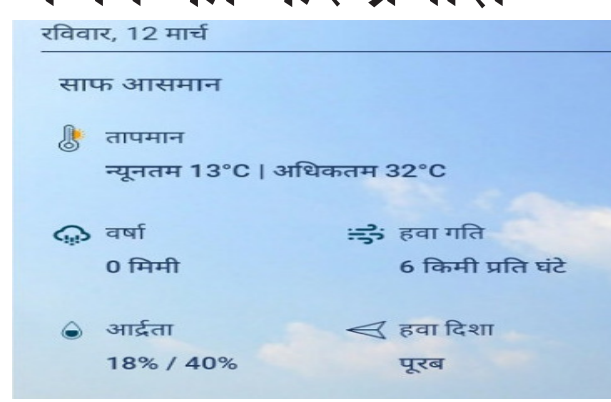 रविवार, 12 मार्च
साफ आसमान
तापमान
न्यूनतम 13°C | अधिकतम 32°C
वर्षा
0 मिमी
हवा गति
6 किमी प्रति घंटे
आर्द्रता
18% / 40%
हवा दिशा
पूरब